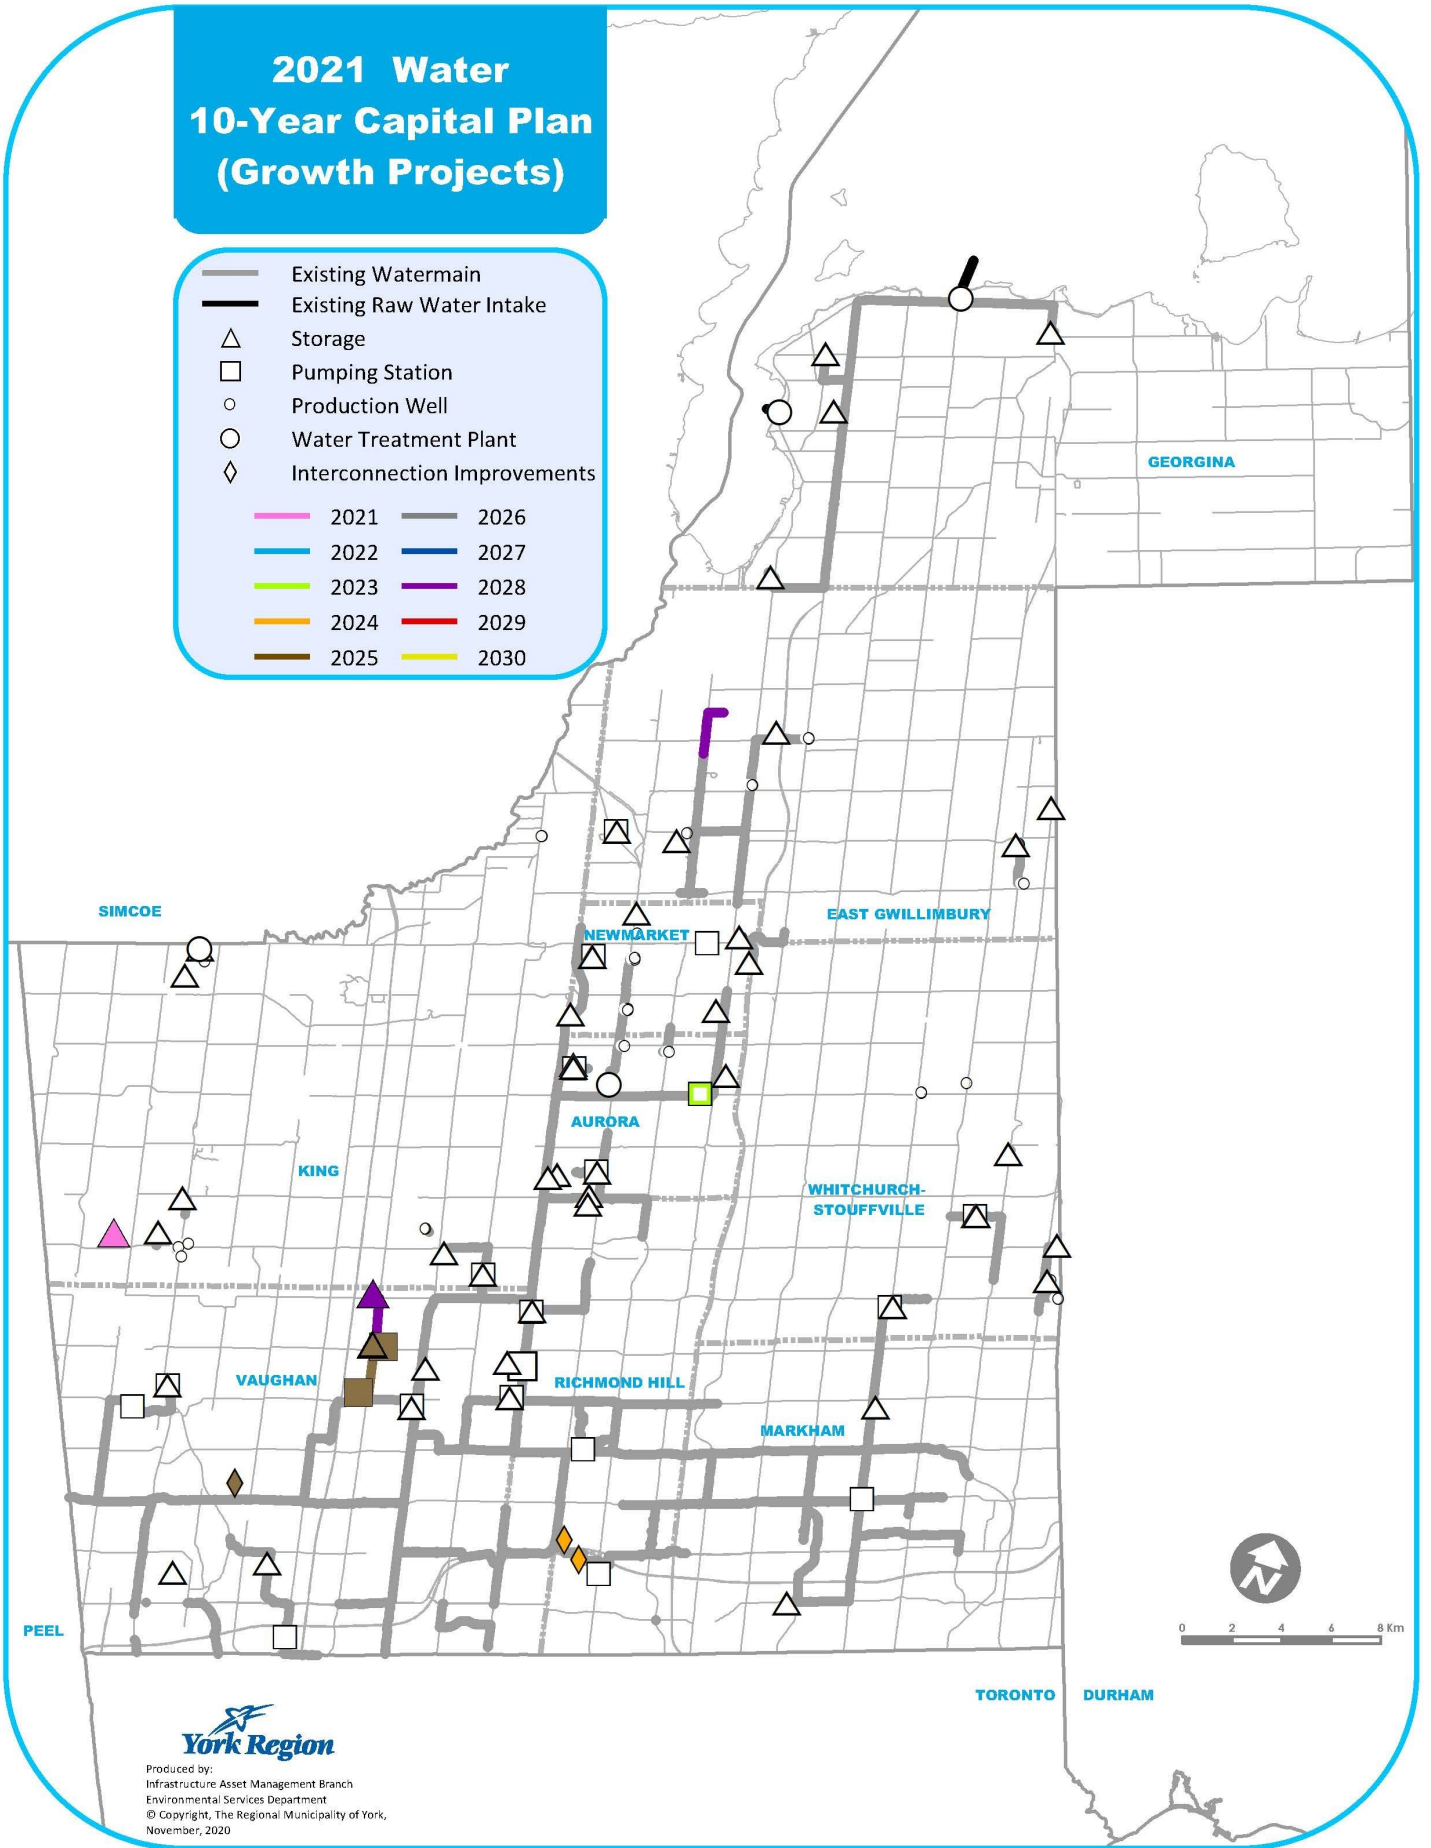 2021 Water
10-Year Capital Plan
(Growth Projects)
Existing Watermain
Existing Raw Water Intake
Storage
Pumping Station
Production Well
Water Treatment Plant
Interconnection Improvements
2021 2026
2022 2027
2023 2028
2024 2029
2025 2030
GEORGINA
SIMCOE
EAST GWILLIMBURY
NEWMARKET
AURORA
KING
WHITCHURCH-
STOUFFVILLE
VAUGHAN
RICHMOND HILL
MARKHAM
N
PEEL
0 2 4 6 8 Km
TORONTO DURHAM
York Region
Produced by:
Infrastructure Asset Management Branch
Environmental Services Department
© Copyright, The Regional Municipality of York,
November, 2020